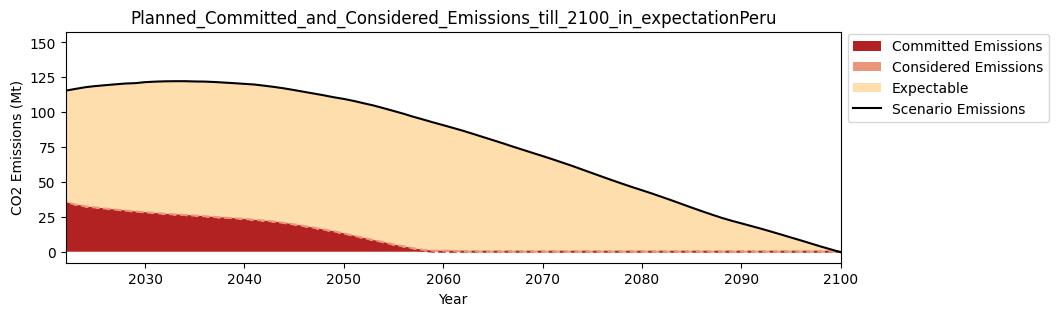 Planned_Committed_and_Considered_Emissions_till_2100_in_expectationPeru
150
125
100
75
50
25
0
CO2 Emissions (Mt)
2030
2040
2050
2060
2070
2080
2090
2100
Year
Committed Emissions
Considered Emissions
Expectable
Scenario Emissions